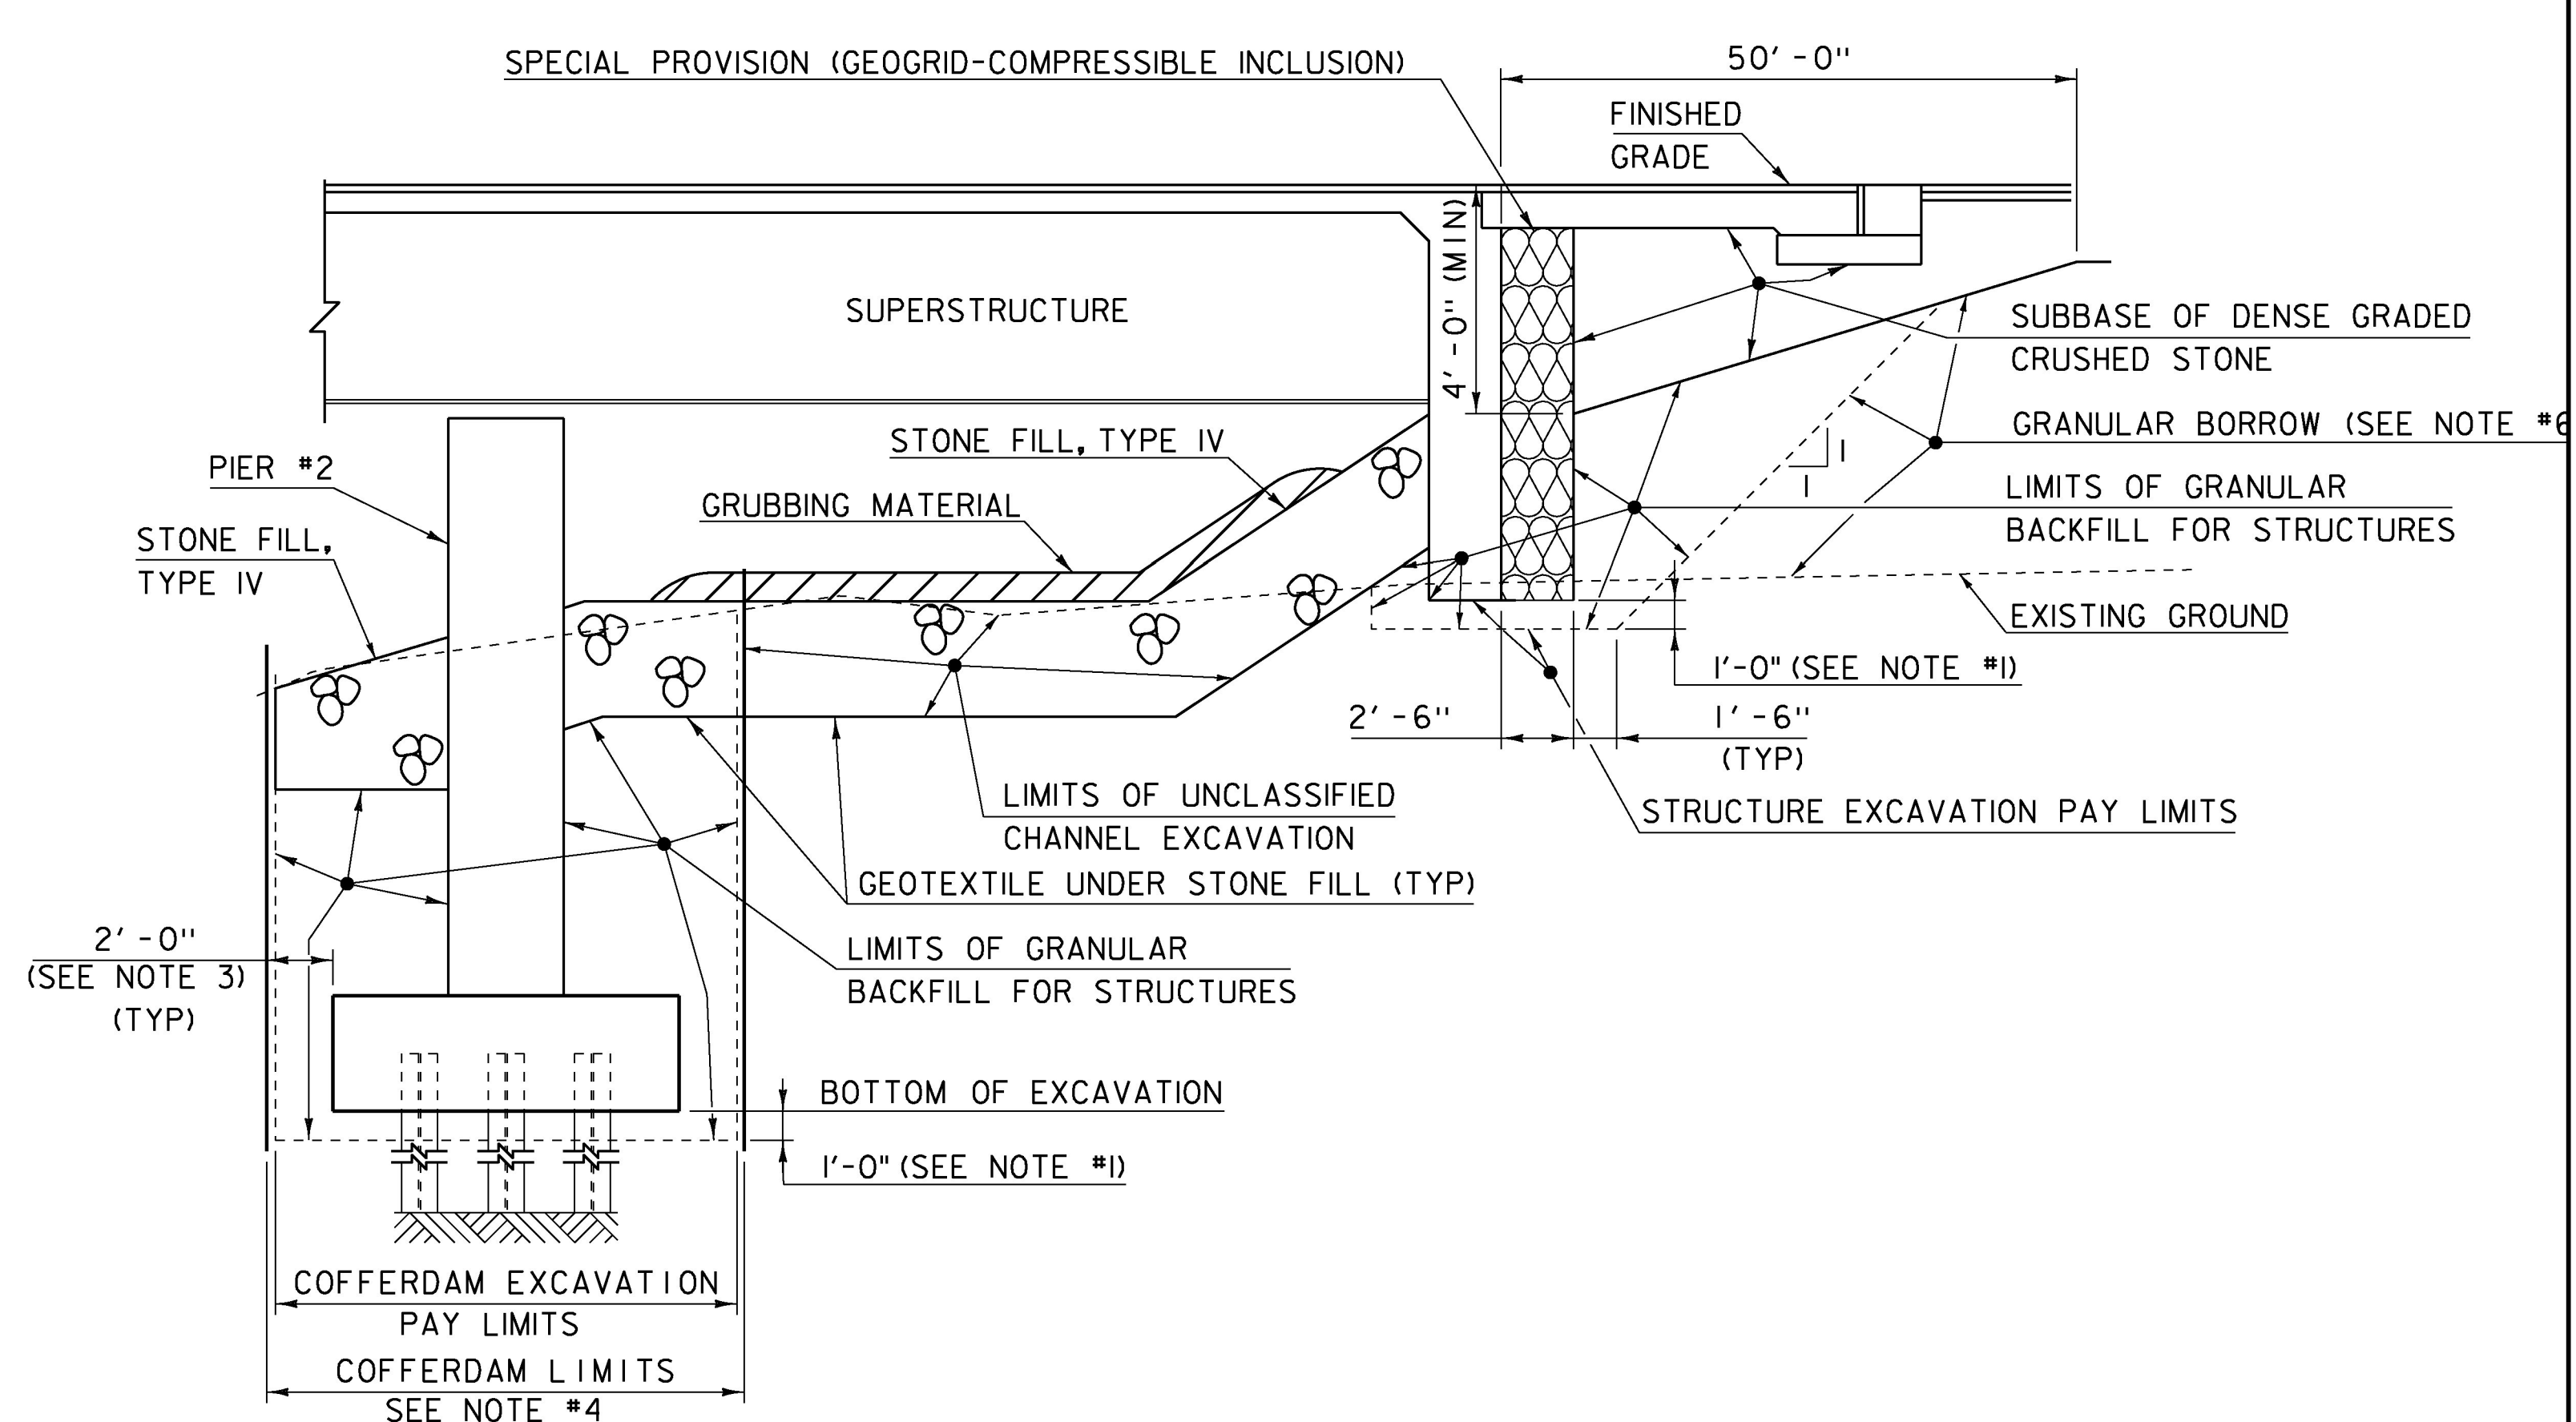 SPECIAL PROVISION (GEOGRID-COMPRESSIBLE INCLUSION)
50'-0"
FINISHED
GRADE
4'-0" (MIN)
SUPERSTRUCTURE
SUBBASE OF DENSE GRADED
CRUSHED STONE
GRANULAR BORROW (SEE NOTE #6
STONE FILL, TYPE IV
PIER #2
GRUBBING MATERIAL
1
1
LIMITS OF GRANULAR
BACKFILL FOR STRUCTURES
STONE FILL,
TYPE IV
EXISTING GROUND
1'-0" (SEE NOTE #1)
2'-6"
1'-6"
(TYP)
LIMITS OF UNCLASSIFIED
CHANNEL EXCAVATION
STRUCTURE EXCAVATION PAY LIMITS
GEOTEXTILE UNDER STONE FILL (TYP)
2'-0"
(SEE NOTE 3)
(TYP)
LIMITS OF GRANULAR
BACKFILL FOR STRUCTURES
BOTTOM OF EXCAVATION
1'-0" (SEE NOTE #1)
COFFERDAM EXCAVATION
PAY LIMITS
COFFERDAM LIMITS
SEE NOTE #4